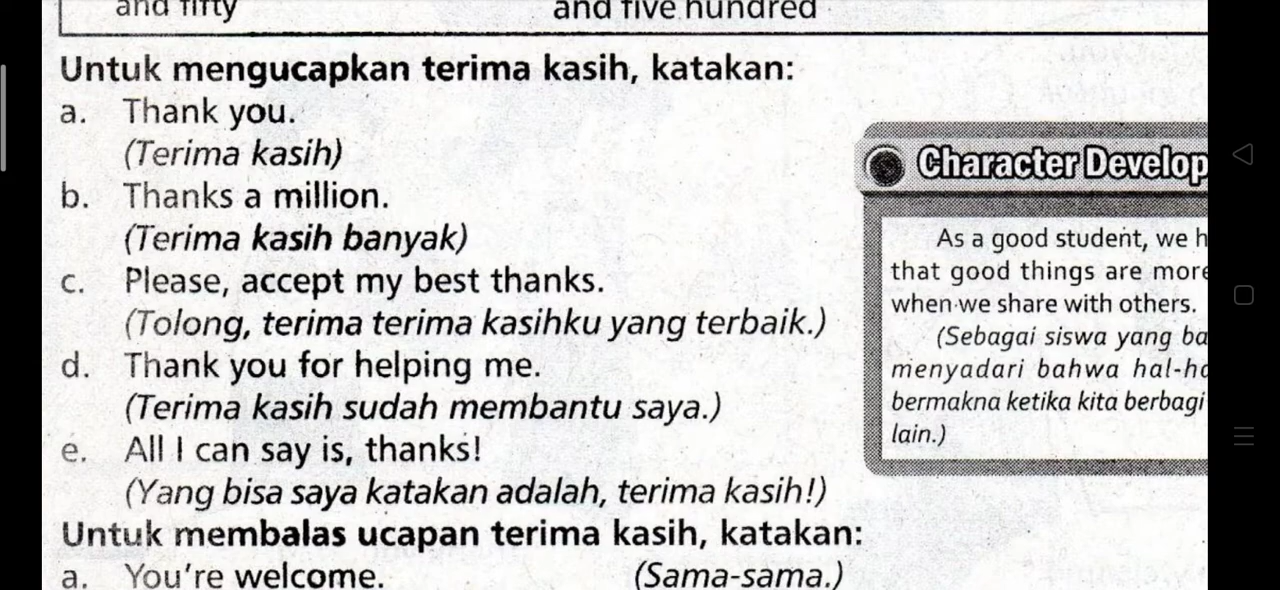 and fifty
and five hundred
Untuk mengucapkan terima kasih, katakan:
a. Thank you.
(Terima kasih)
b. Thanks a million.
(Terima kasih banyak)
c. Please, accept my best thanks.
(Tolong, terima terima kasihku yang terbaik.)
d. Thank you for helping me.
(Terima kasih sudah membantu saya.)
e. All I can say is, thanks!
(Yang bisa saya katakan adalah, terima kasih!)
Untuk membalas ucapan terima kasih, katakan:
a. You're welcome. (Sama-sama.)
Character Develop
As a good student, we h
that good things are more
when we share with others.
(Sebagai siswa yang ba
menyadari bahwa hal-ha
bermakna ketika kita berbagi
lain.)